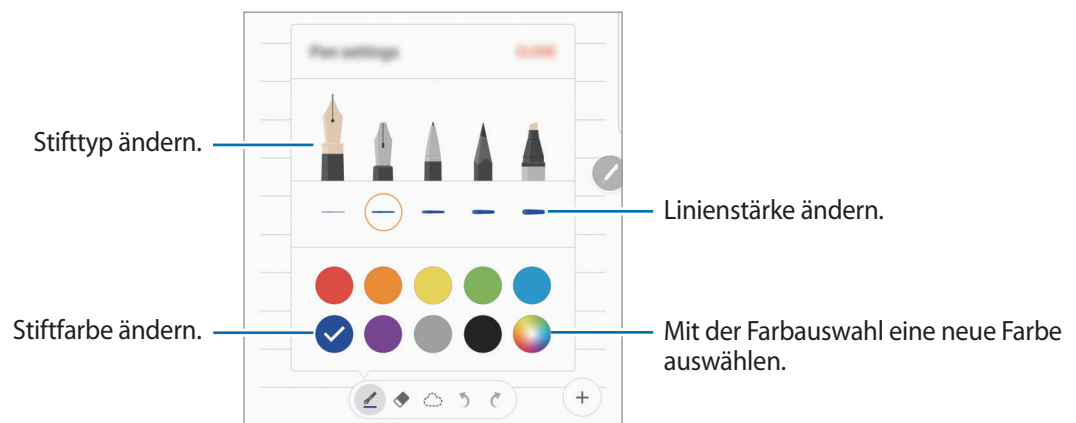 Pen settings
CLOSE
Stifttyp ändern.
Linienstärke ändern.
Stiftfarbe ändern.
Mit der Farbauswahl eine neue Farbe
auswählen.